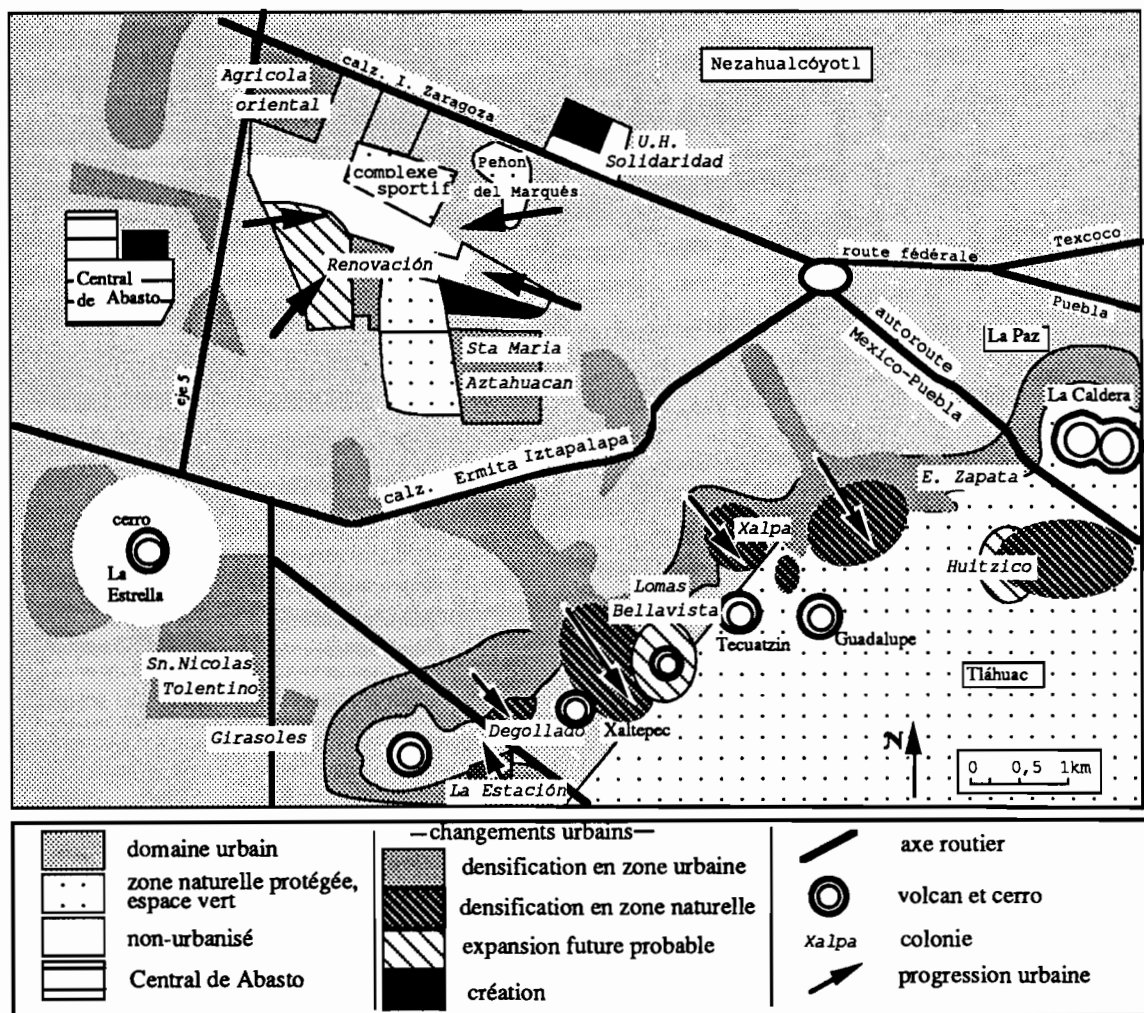 Nezahualcóyotl
Agricola
oriental
calz. I. Zaragoza
U.H.
Solidaridad
complexe
sportif
Peñon
del Marqués
Central
de Abasto
Renovación
route fédérale
Texcoco
Puebla
autoroute
Mexico-Puebla
La Paz
La Caldera
eje 5
Sta Maria
Aztahuacan
calz. Ermita Iztapalapa
E. Zapata
cerro
La
Estrella
Xalpa
Huitzico
Lomas
Bellavista
Tecuatzin
Guadalupe
Sn.Nicolas
Tolentino
Tláhuac
Girasoles
Degollado
Xaltepec
La Estación
N
0 0,5 1km
domaine urbain
zone naturelle protégée,
espace vert
non-urbanisé
Central de Abasto
—changements urbains—
densification en zone urbaine
densification en zone naturelle
expansion future probable
création
axe routier
volcan et cerro
Xalpa colonie
progression urbaine